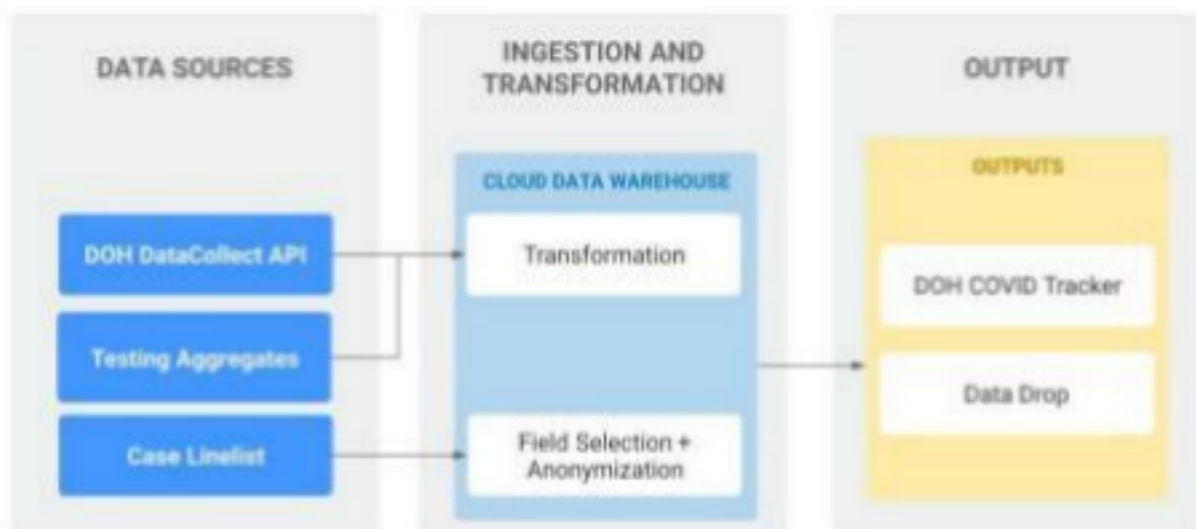 DATA SOURCES
DOH DataCollect API
Testing Aggregates
Case Linelist
INGESTION AND
TRANSFORMATION
CLOUD DATA WAREHOUSE
Transformation
Field Selection +
Anonymization
OUTPUT
OUTPUTS
DOH COVID Tracker
Data Drop